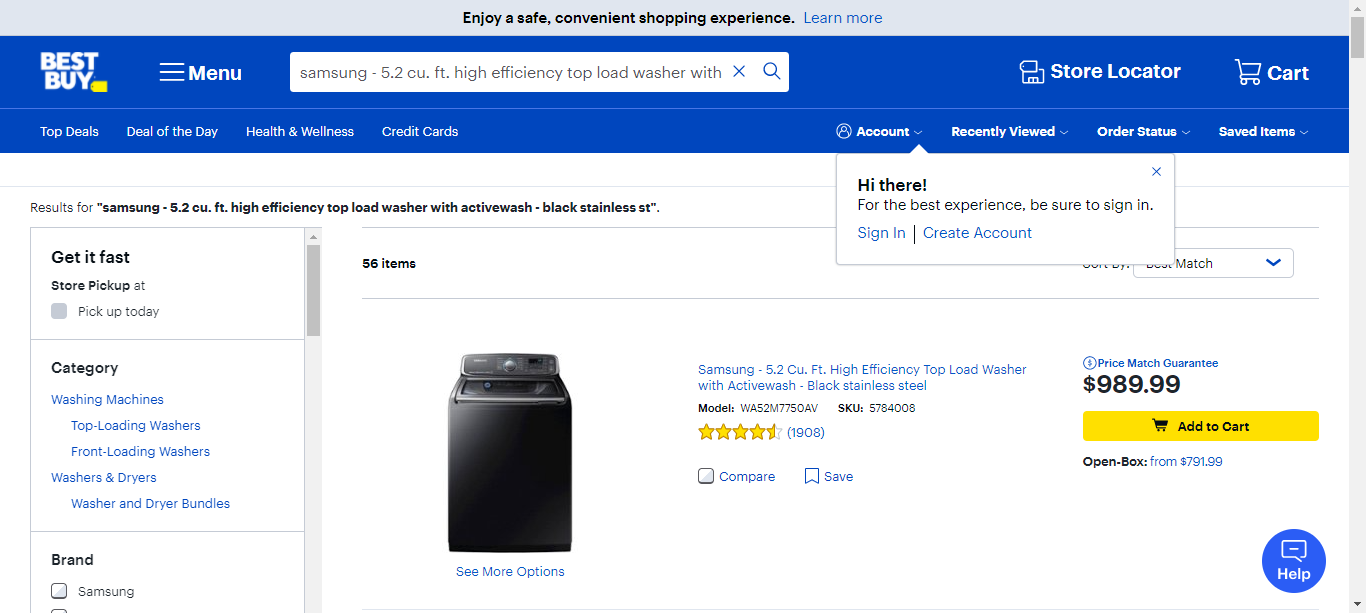 Enjoy a safe, convenient shopping experience. Learn more
BEST BUY
Menu
samsung - 5.2 cu. ft. high efficiency top load washer with
Store Locator
Cart
Top Deals
Deal of the Day
Health & Wellness
Credit Cards
Account
Recently Viewed
Order Status
Saved Items
Hi there!
For the best experience, be sure to sign in.
Sign In | Create Account
Results for "samsung - 5.2 cu. ft. high efficiency top load washer with activewash - black stainless st".
Get it fast
Store Pickup at
Pick up today
Category
Washing Machines
Top-Loading Washers
Front-Loading Washers
Washers & Dryers
Washer and Dryer Bundles
Brand
Samsung
56 items
Sort By: Best Match
See More Options
Samsung - 5.2 Cu. Ft. High Efficiency Top Load Washer
with Activewash - Black stainless steel
Model: WA52M7750AV SKU: 5784008
(1908)
Compare
Save
Price Match Guarantee
$989.99
Add to Cart
Open-Box: from $791.99
Help